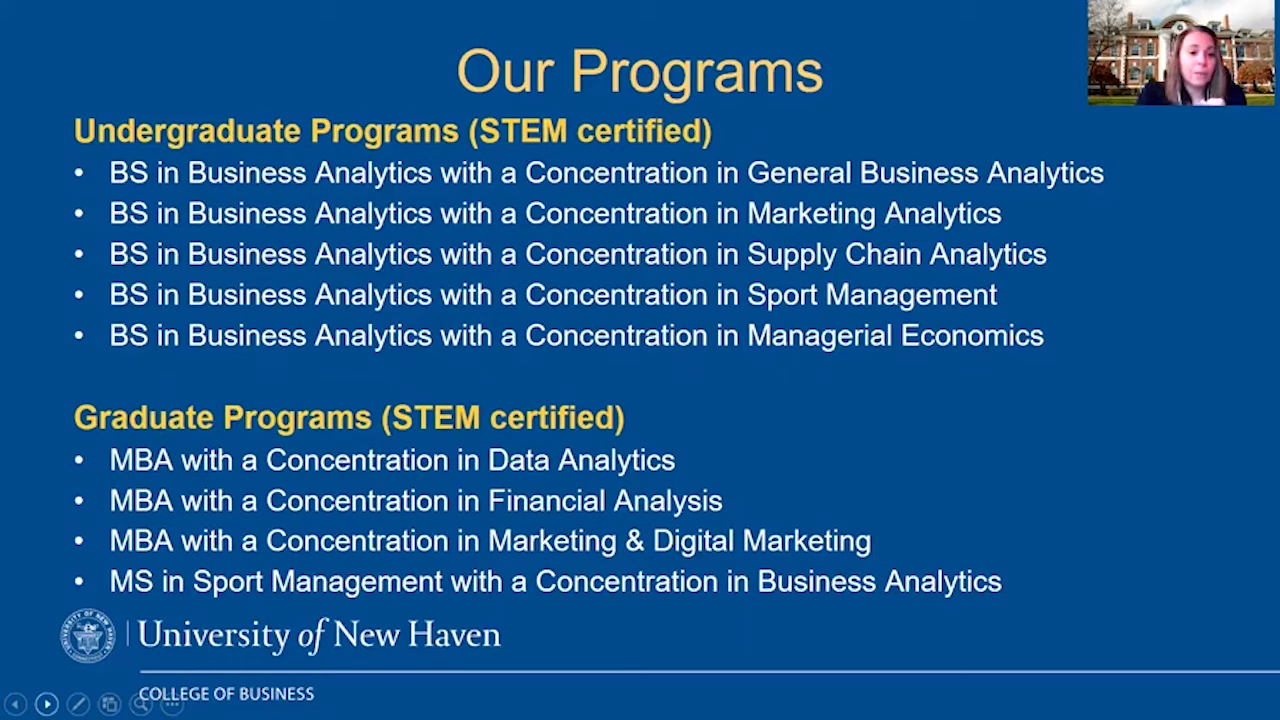 Our Programs
Undergraduate Programs (STEM certified)
• BS in Business Analytics with a Concentration in General Business Analytics
• BS in Business Analytics with a Concentration in Marketing Analytics
• BS in Business Analytics with a Concentration in Supply Chain Analytics
• BS in Business Analytics with a Concentration in Sport Management
• BS in Business Analytics with a Concentration in Managerial Economics
Graduate Programs (STEM certified)
• MBA with a Concentration in Data Analytics
• MBA with a Concentration in Financial Analysis
• MBA with a Concentration in Marketing & Digital Marketing
• MS in Sport Management with a Concentration in Business Analytics
University of New Haven
COLLEGE OF BUSINESS